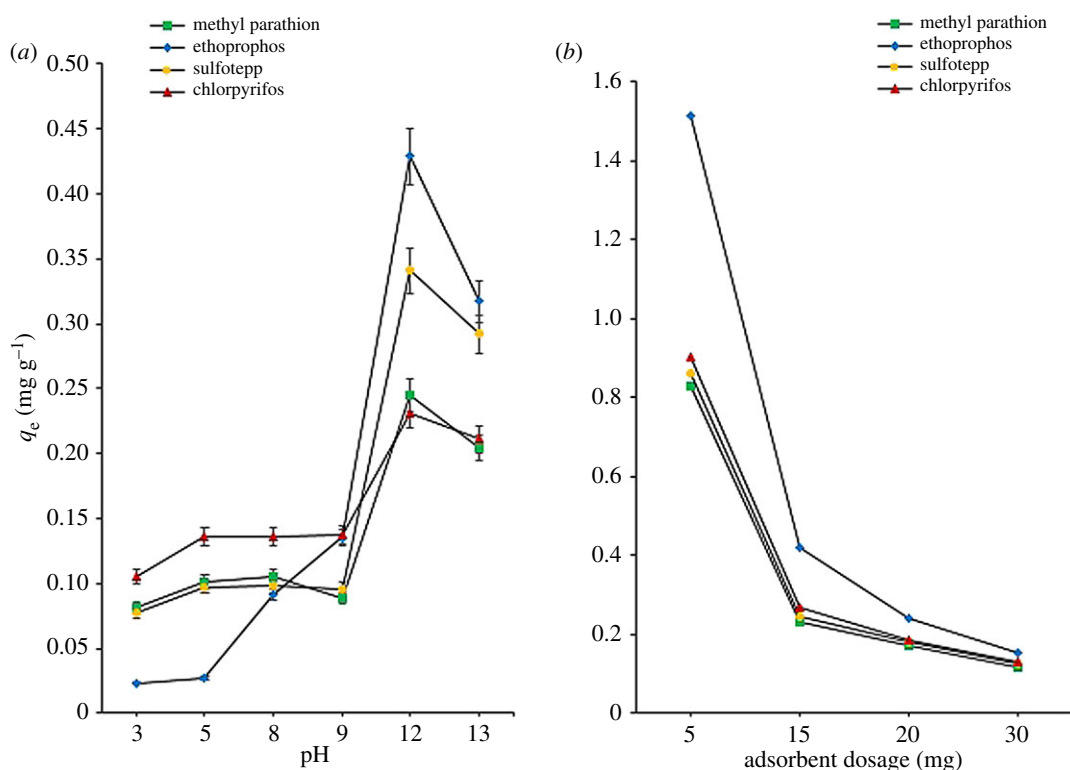 (a)
methyl parathion
ethoprophos
sulfotepp
chlorpyrifos
0.50
0.45
0.40
0.35
0.30
0.25
0.20
0.15
0.10
0.05
0
qe (mg g−1)
3 5 8 9 12 13
pH
(b)
methyl parathion
ethoprophos
sulfotepp
chlorpyrifos
1.6
1.4
1.2
1.0
0.8
0.6
0.4
0.2
0
5 15 20 30
adsorbent dosage (mg)